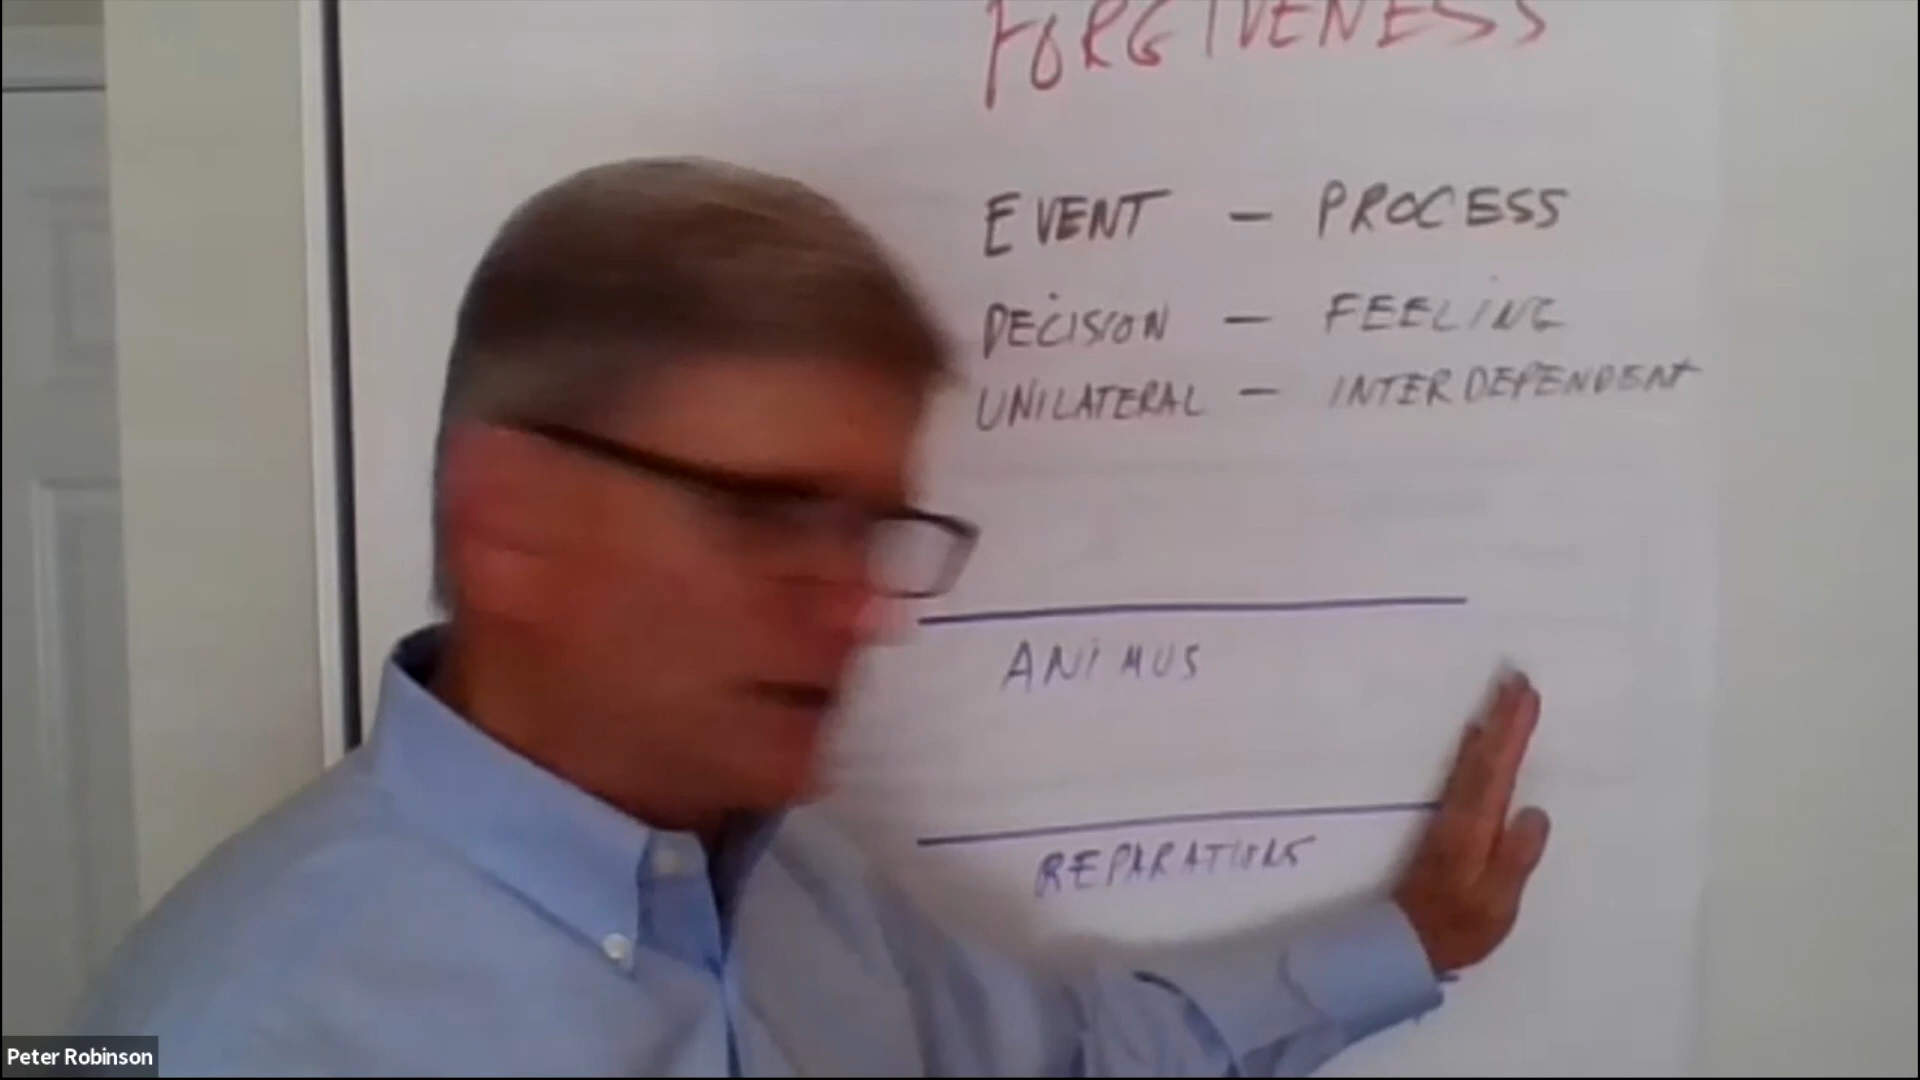 FORGIVENESS
EVENT – PROCESS
DECISION – FEELING
UNILATERAL – INTERDEPENDENT
ANIMUS
REPARATIONS
Peter Robinson